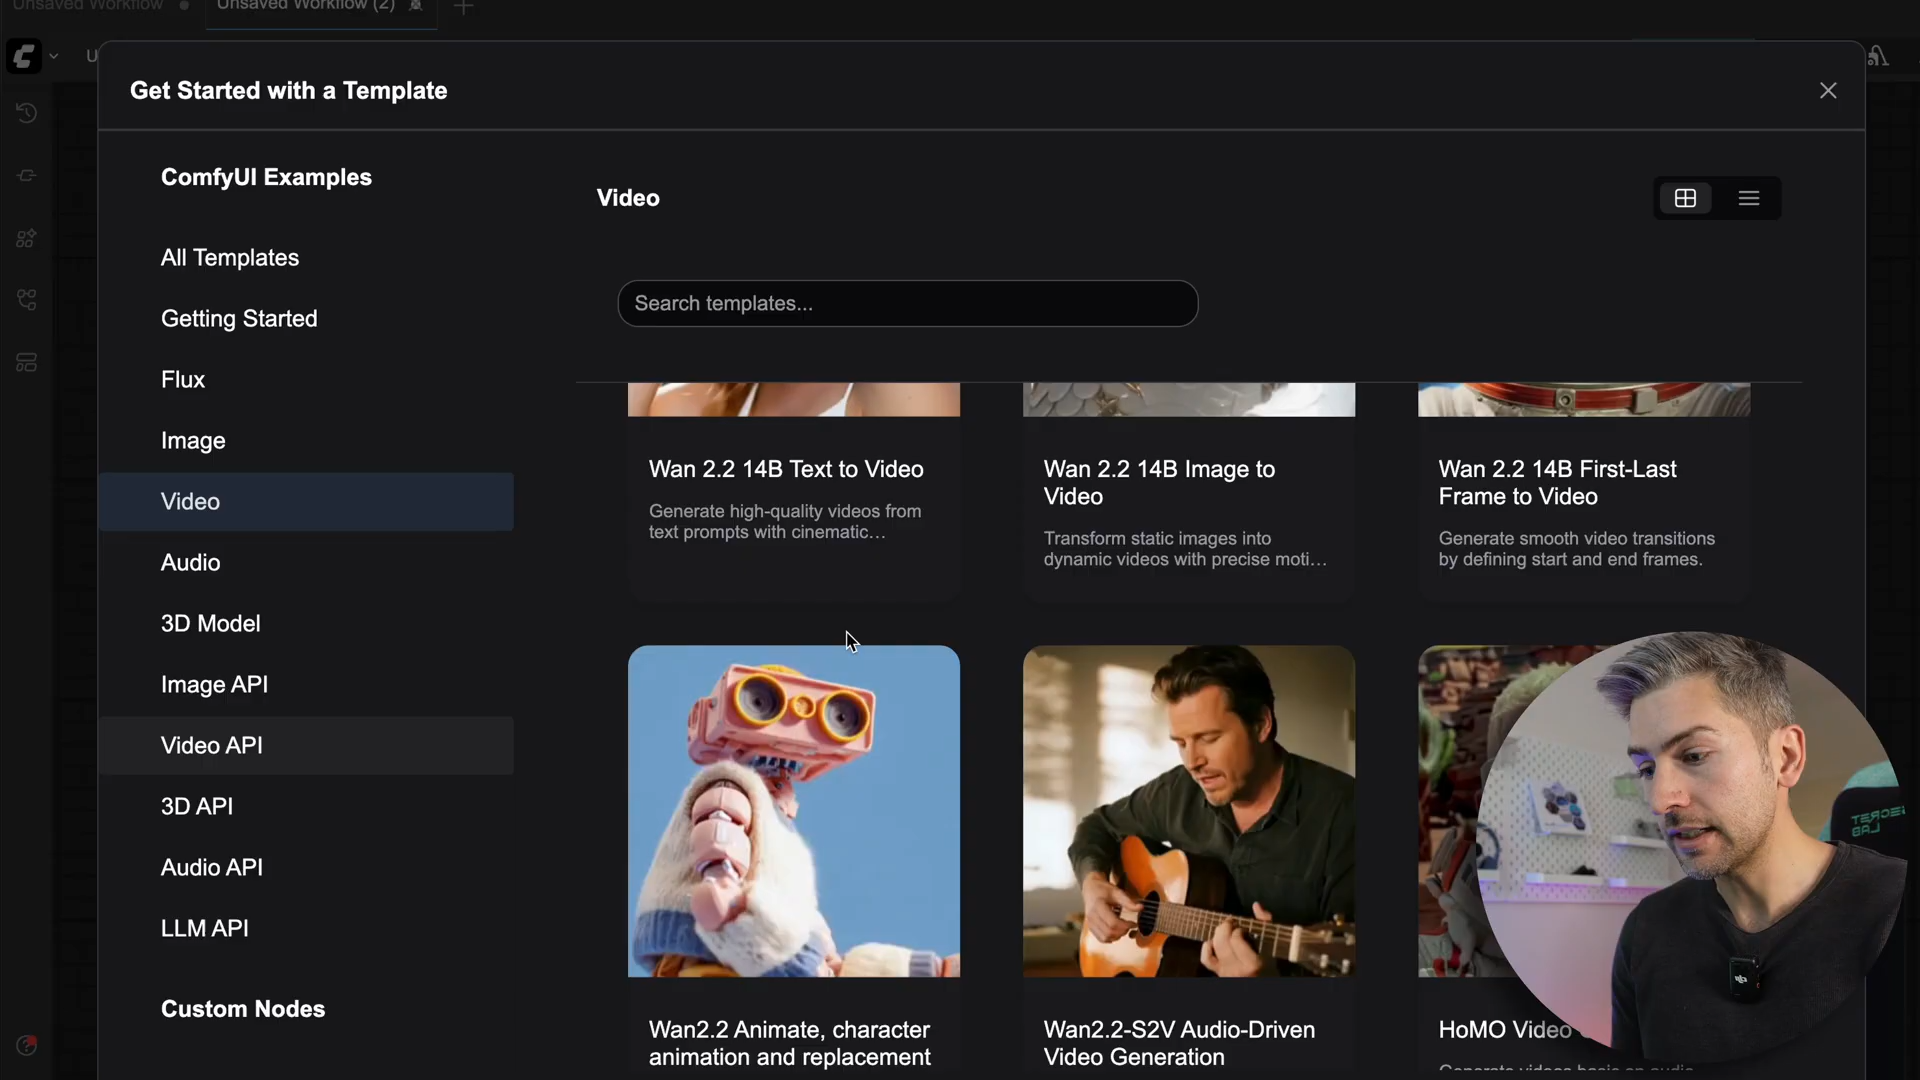 Unsaved Workflow
Unsaved Workflow (2)
U
Get Started with a Template
ComfyUI Examples
All Templates
Getting Started
Flux
Image
Video
Audio
3D Model
Image API
Video API
3D API
Audio API
LLM API
Custom Nodes
Video
Search templates...
Wan 2.2 14B Text to Video
Generate high-quality videos from
text prompts with cinematic...
Wan 2.2 14B Image to
Video
Transform static images into
dynamic videos with precise moti...
Wan 2.2 14B First-Last
Frame to Video
Generate smooth video transitions
by defining start and end frames.
Wan2.2 Animate, character
animation and replacement
Wan2.2-S2V Audio-Driven
Video Generation
HoMO Video